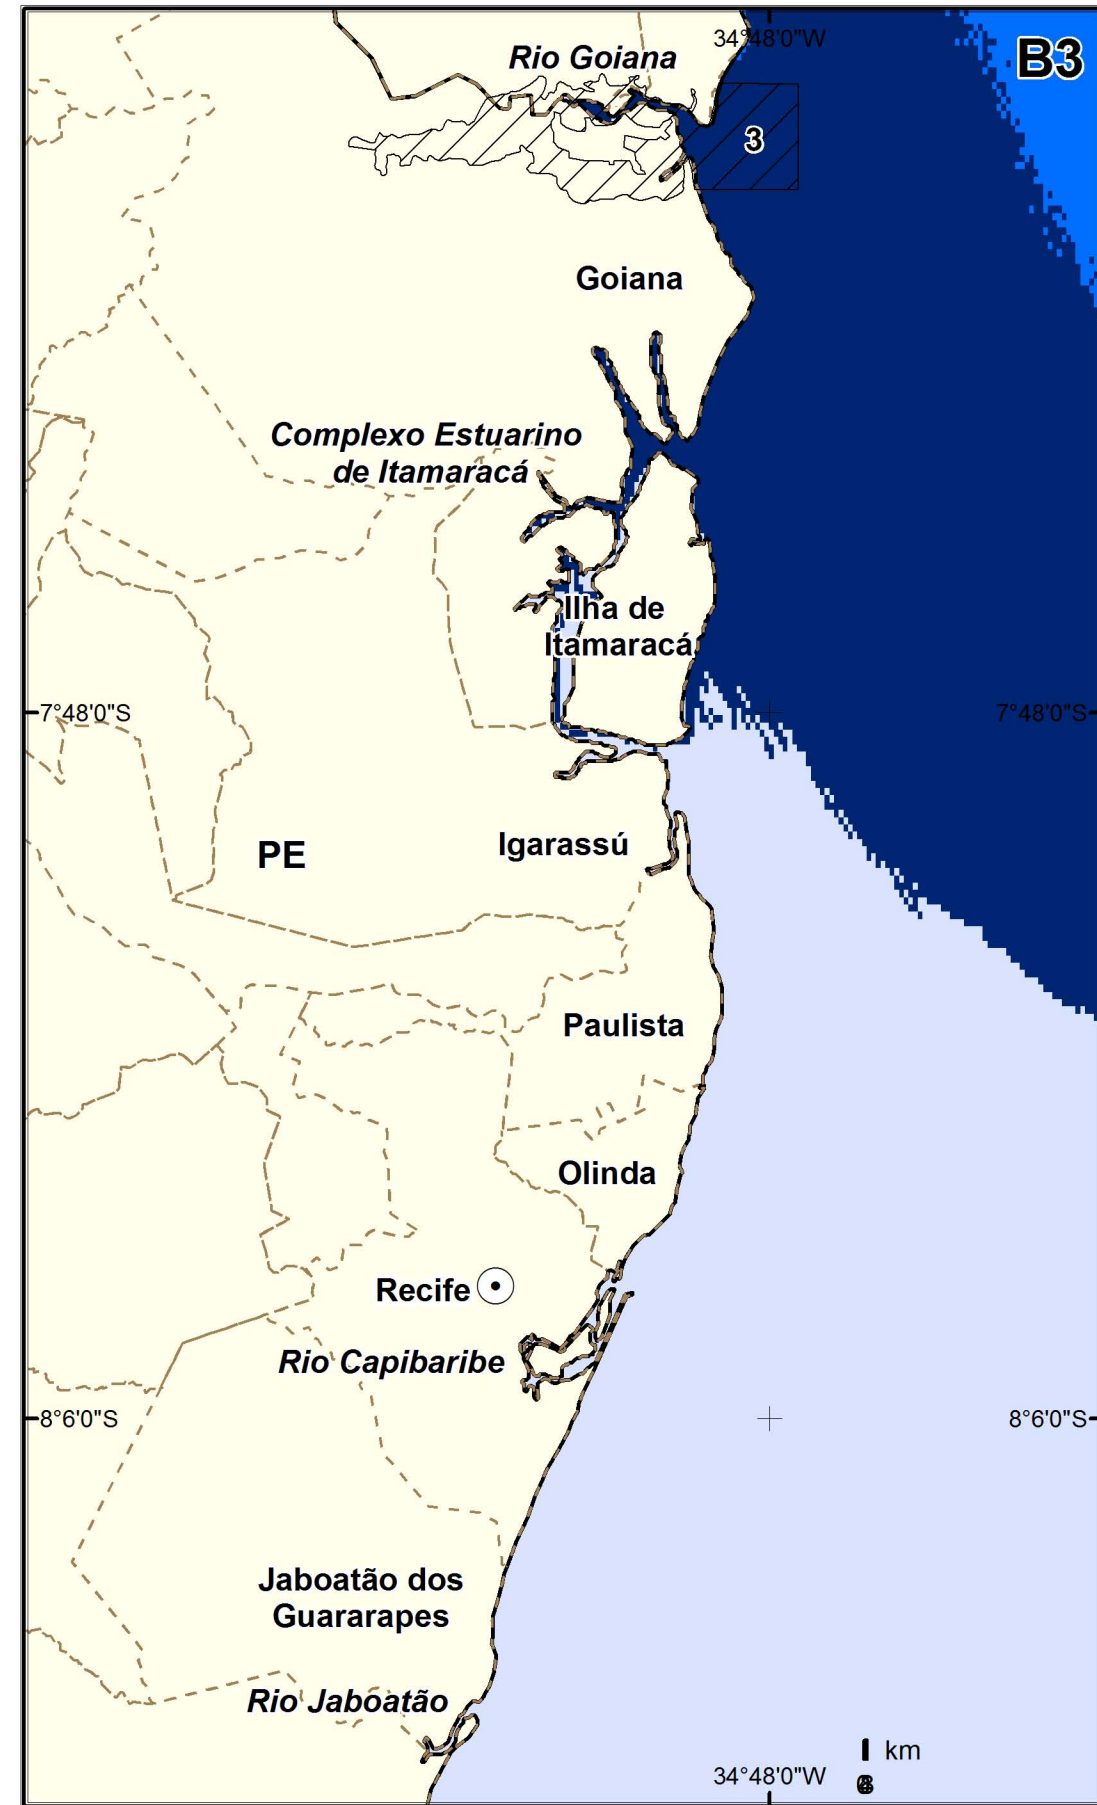 34°48'0"W
B3
Rio Goiana
3
Goiana
Complexo Estuarino
de Itamaracá
Ilha de
Itamaracá
7°48'0"S
7°48'0"S
Igarassú
PE
Paulista
Olinda
Recife
Rio Capibaribe
8°6'0"S
8°6'0"S
Jaboatão dos
Guararapes
Rio Jaboatão
km
34°48'0"W